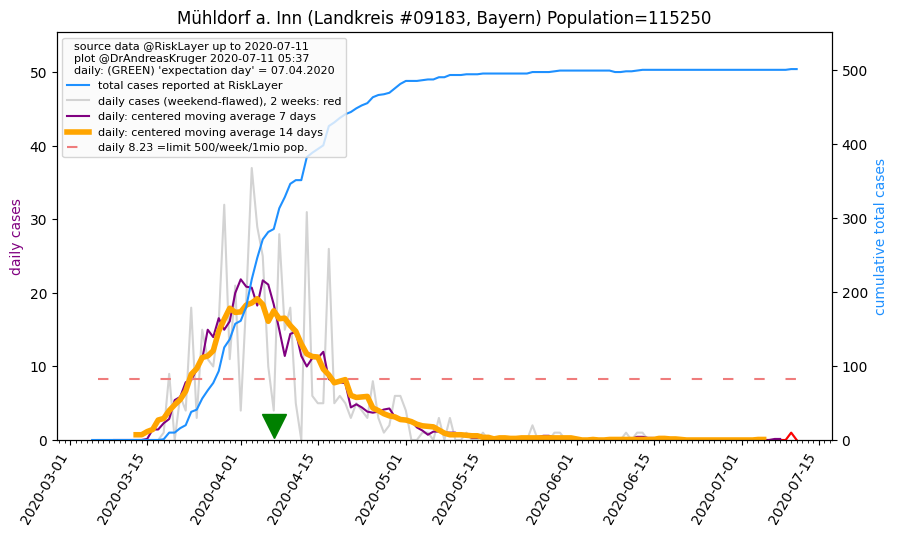 Mühldorf a. Inn (Landkreis #09183, Bayern) Population=115250
source data @RiskLayer up to 2020-07-11
plot @DrAndreasKruger 2020-07-11 05:37
daily: (GREEN) 'expectation day' = 07.04.2020
total cases reported at RiskLayer
daily cases (weekend-flawed), 2 weeks: red
daily: centered moving average 7 days
daily: centered moving average 14 days
daily 8.23 =limit 500/week/1mio pop.
daily cases
50
40
30
20
10
0
cumulative total cases
500
400
300
200
100
0
2020-03-01
2020-03-15
2020-04-01
2020-04-15
2020-05-01
2020-05-15
2020-06-01
2020-06-15
2020-07-01
2020-07-15